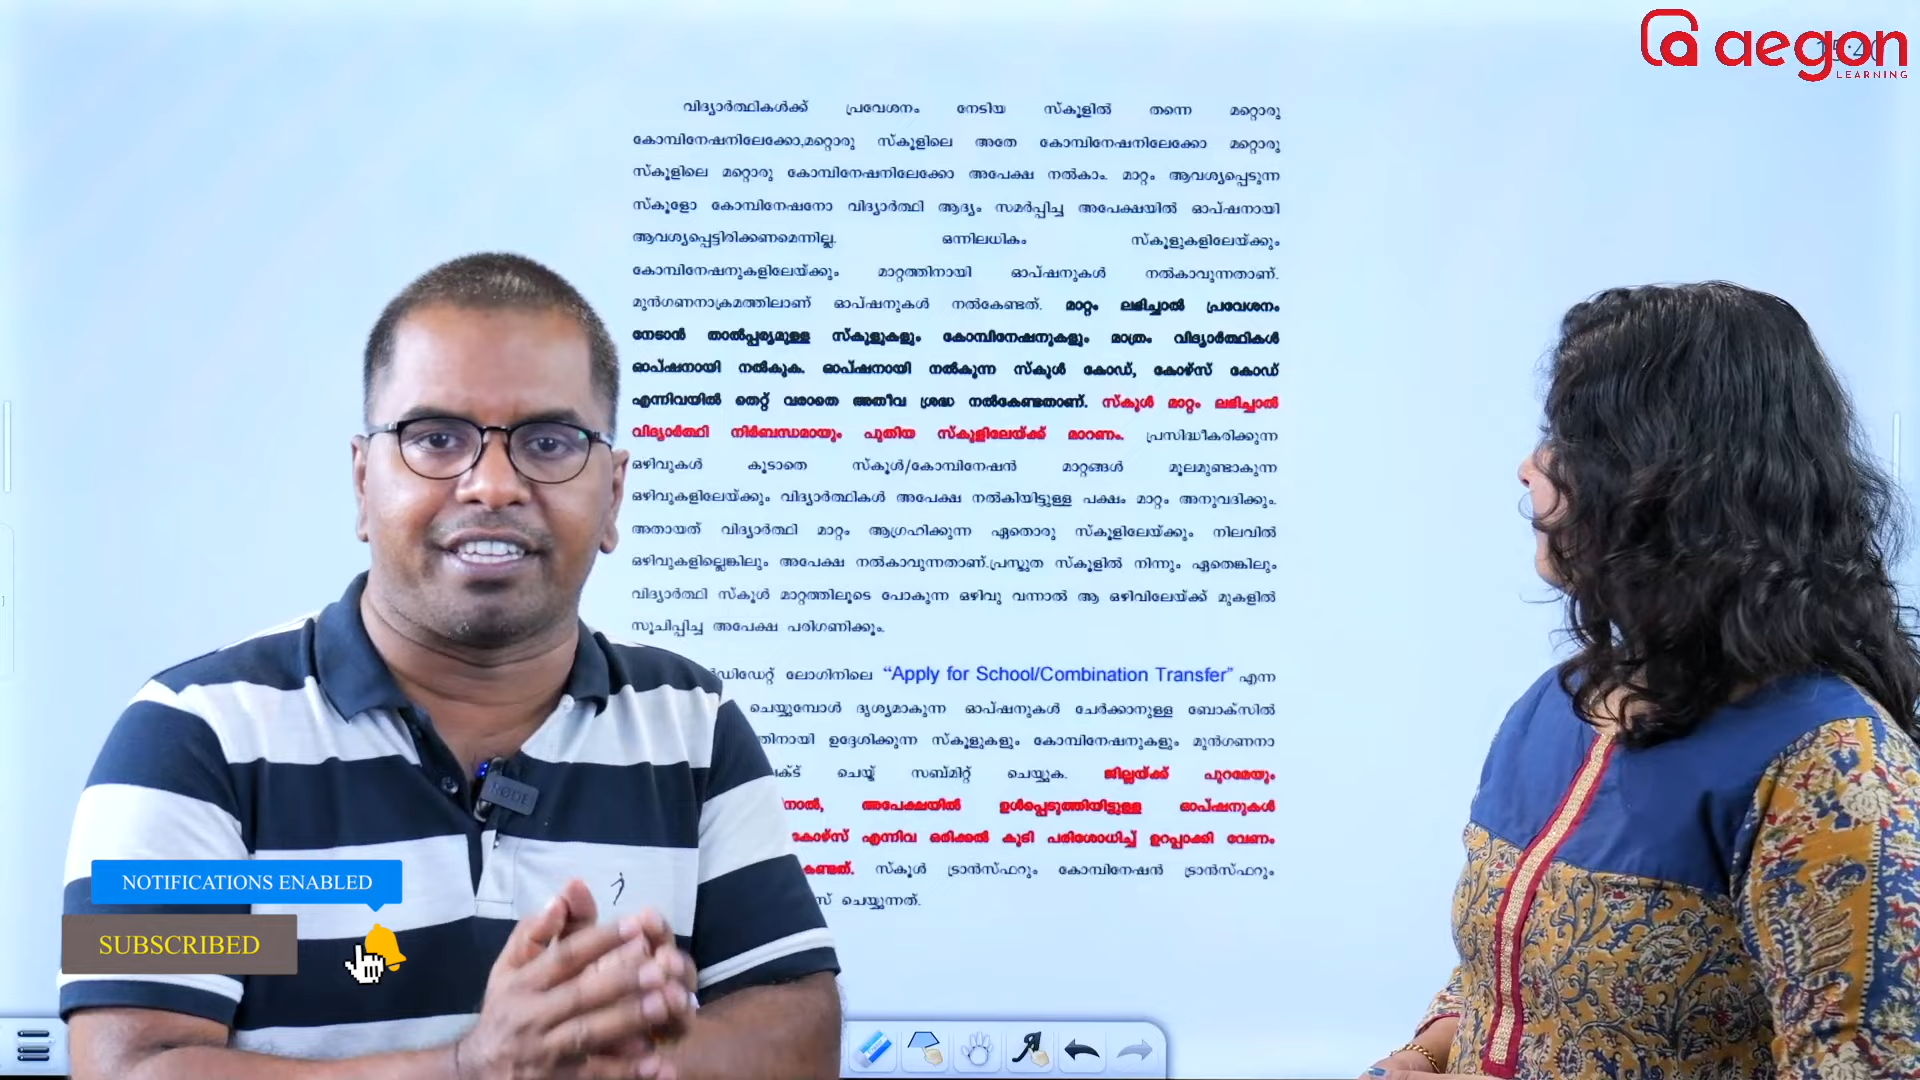 aegon
LEARNING
വിദ്യാർത്ഥികൾക്ക് പ്രവേശനം നേടിയ സ്കൂളിൽ തന്നെ മറ്റൊരു
കോമ്പിനേഷനിലേക്കോ,മറ്റൊരു സ്കൂളിലെ അതേ കോമ്പിനേഷനിലേക്കോ മറ്റൊരു
സ്കൂളിലെ മറ്റൊരു കോമ്പിനേഷനിലേക്കോ അപേക്ഷ നൽകാം. മാറ്റം ആവശ്യപ്പെടുന്ന
സ്കൂളോ കോമ്പിനേഷനോ വിദ്യാർത്ഥി ആദ്യം സമർപ്പിച്ച അപേക്ഷയിൽ ഓപ്ഷനായി
ആവശ്യപ്പെട്ടിരിക്കണമെന്നില്ല. ഒന്നിലധികം സ്കൂളുകളിലേയ്ക്കും
കോമ്പിനേഷനുകളിലേയ്ക്കും മാറ്റത്തിനായി ഓപ്ഷനുകൾ നൽകാവുന്നതാണ്.
മുൻഗണനാക്രമത്തിലാണ് ഓപ്ഷനുകൾ നൽകേണ്ടത്. മാറ്റം ലഭിച്ചാൽ പ്രവേശനം
നേടാൻ താൽപ്പര്യമുള്ള സ്കൂളുകളും കോമ്പിനേഷനുകളും മാത്രം വിദ്യാർത്ഥികൾ
ഓപ്ഷനായി നൽകുക. ഓപ്ഷനായി നൽകുന്ന സ്കൂൾ കോഡ്, കോഴ്സ് കോഡ്
എന്നിവയിൽ തെറ്റ് വരാതെ അതീവ ശ്രദ്ധ നൽകേണ്ടതാണ്. സ്കൂൾ മാറ്റം ലഭിച്ചാൽ
വിദ്യാർത്ഥി നിർബന്ധമായും പുതിയ സ്കൂളിലേയ്ക്ക് മാറണം. പ്രസിദ്ധീകരിക്കുന്ന
ഒഴിവുകൾ കൂടാതെ സ്കൂൾ/കോമ്പിനേഷൻ മാറ്റങ്ങൾ മൂലമുണ്ടാകുന്ന
ഒഴിവുകളിലേയ്ക്കും വിദ്യാർത്ഥികൾ അപേക്ഷ നൽകിയിട്ടുള്ള പക്ഷം മാറ്റം അനുവദിക്കും.
അതായത് വിദ്യാർത്ഥി മാറ്റം ആഗ്രഹിക്കുന്ന ഏതൊരു സ്കൂളിലേയ്ക്കും നിലവിൽ
ഒഴിവുകളില്ലെങ്കിലും അപേക്ഷ നൽകാവുന്നതാണ്.പ്രസ്തുത സ്കൂളിൽ നിന്നും ഏതെങ്കിലും
വിദ്യാർത്ഥി സ്കൂൾ മാറ്റത്തിലൂടെ പോകുന്ന ഒഴിവു വന്നാൽ ആ ഒഴിവിലേയ്ക്ക് മുകളിൽ
സൂചിപ്പിച്ച അപേക്ഷ പരിഗണിക്കും.
ലോഗിനിലെ “Apply for School/Combination Transfer” എന്ന
ചെയ്യുമ്പോൾ ദൃശ്യമാകുന്ന ഓപ്ഷനുകൾ ചേർക്കാനുള്ള ബോക്സിൽ
ഉദ്ദേശിക്കുന്ന സ്കൂളുകളും കോമ്പിനേഷനുകളും മുൻഗണനാ
ചെയ്ത് സബ്മിറ്റ് ചെയ്യുക. ജില്ലയ്ക്ക് പുറമേയും
അപേക്ഷയിൽ ഉൾപ്പെടുത്തിയിട്ടുള്ള ഓപ്ഷനുകൾ
കോഴ്സ് എന്നിവ ഒരിക്കൽ കൂടി പരിശോധിച്ച് ഉറപ്പാക്കി വേണം
സ്കൂൾ ട്രാൻസ്ഫറും കോമ്പിനേഷൻ ട്രാൻസ്ഫറും
ചെയ്യുന്നത്.
RODE
NOTIFICATIONS ENABLED
SUBSCRIBED